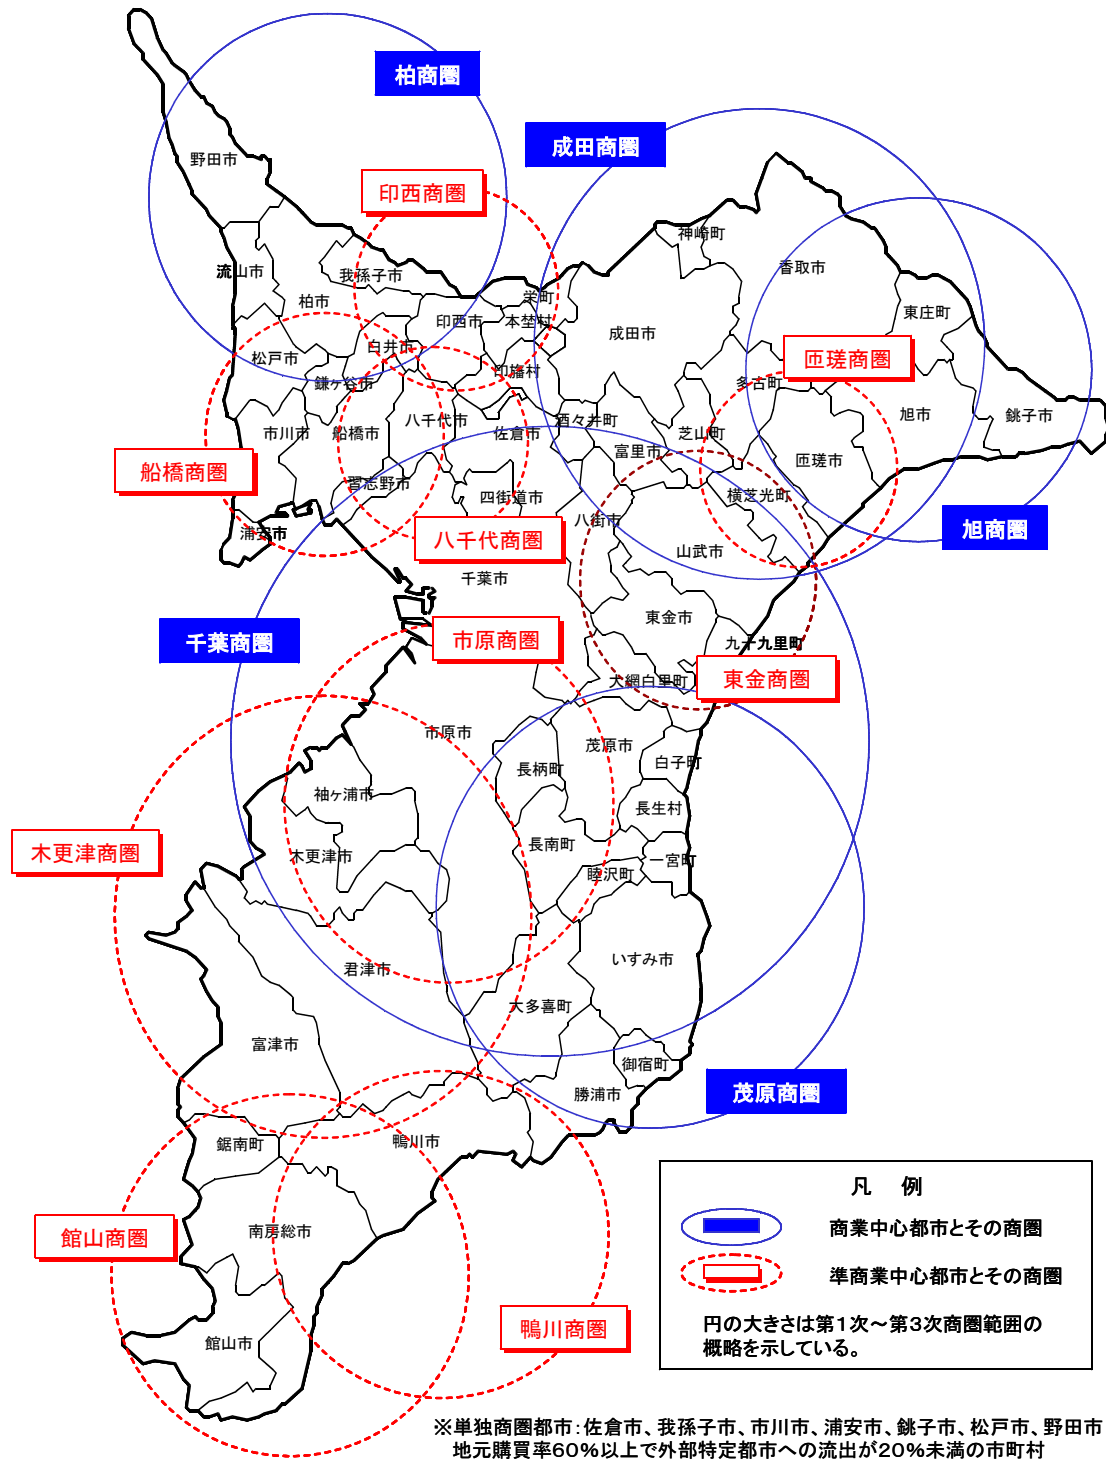 柏商圏
成田商圏
野田市
印西商圏
神崎町
香取市
流山市
我孫子市
栄町
柏市
印西市
本埜村
東庄町
成田市
白井市
松戸市
匝瑳商圏
印旛村
鎌ヶ谷市
多古町
八千代市
酒々井町
旭市
銚子市
市川市
船橋市
佐倉市
芝山町
富里市
匝瑳市
船橋商圏
習志野市
四街道市
横芝光町
八街市
旭商圏
浦安市
八千代商圏
山武市
千葉市
東金市
千葉商圏
市原商圏
九十九里町
大網白里町
東金商圏
市原市
茂原市
白子町
長柄町
袖ヶ浦市
長生村
木更津商圏
木更津市
長南町
一宮町
睦沢町
君津市
いすみ市
大多喜町
富津市
御宿町
勝浦市
茂原商圏
鋸南町
鴨川市
館山商圏
南房総市
鴨川商圏
館山市
凡 例
商業中心都市とその商圏
準商業中心都市とその商圏
円の大きさは第1次～第3次商圏範囲の
概略を示している。
※単独商圏都市:佐倉市、我孫子市、市川市、浦安市、銚子市、松戸市、野田市
地元購買率60%以上で外部特定都市への流出が20%未満の市町村